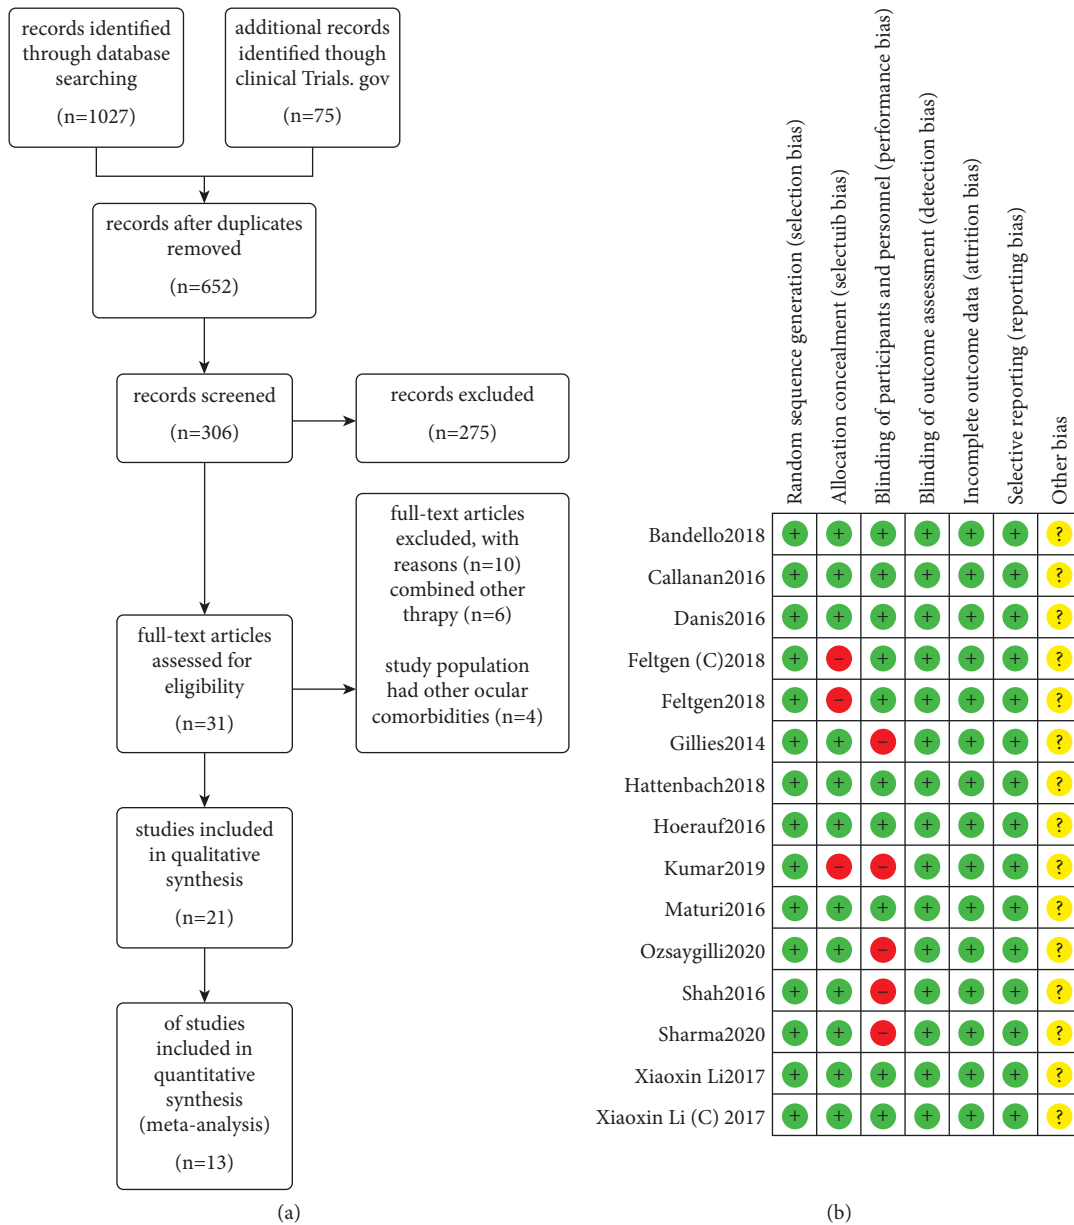 records identified
through database
searching
(n=1027)
additional records
identified though
clinical Trials. gov
(n=75)
records after duplicates
removed
(n=652)
records screened
(n=306)
records excluded
(n=275)
full-text articles
excluded, with
reasons (n=10)
combined other
thrapy (n=6)
study population
had other ocular
comorbidities (n=4)
full-text articles
assessed for
eligibility
(n=31)
studies included
in qualitative
synthesis
(n=21)
of studies
included in
quantitative
synthesis
(meta-analysis)
(n=13)
(a)
Random sequence generation (selection bias)
Allocation concealment (selectuib bias)
Blinding of participants and personnel (performance bias)
Blinding of outcome assessment (detection bias)
Incomplete outcome data (attrition bias)
Selective reporting (reporting bias)
Other bias
Bandello2018 + + + + + + ?
Callanan2016 + + + + + + ?
Danis2016 + + + + + + ?
Feltgen (C)2018 + – + + + + ?
Feltgen2018 + – + + + + ?
Gillies2014 + + – + + + ?
Hattenbach2018 + + + + + + ?
Hoerauf2016 + + + + + + ?
Kumar2019 + – – + + + ?
Maturi2016 + + + + + + ?
Ozsaygilli2020 + + – + + + ?
Shah2016 + + – + + + ?
Sharma2020 + + – + + + ?
Xiaoxin Li2017 + + + + + + ?
Xiaoxin Li (C) 2017 + + + + + + ?
(b)